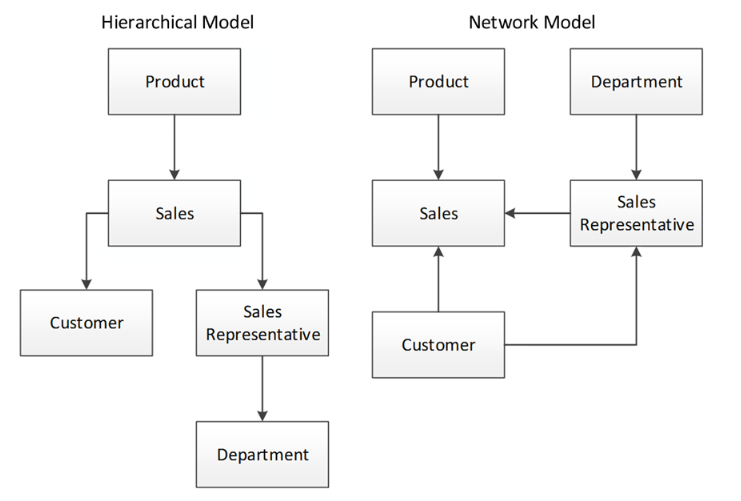 Hierarchical Model
Product
Sales
Customer
Sales
Representative
Department
Network Model
Product
Department
Sales
Sales
Representative
Customer